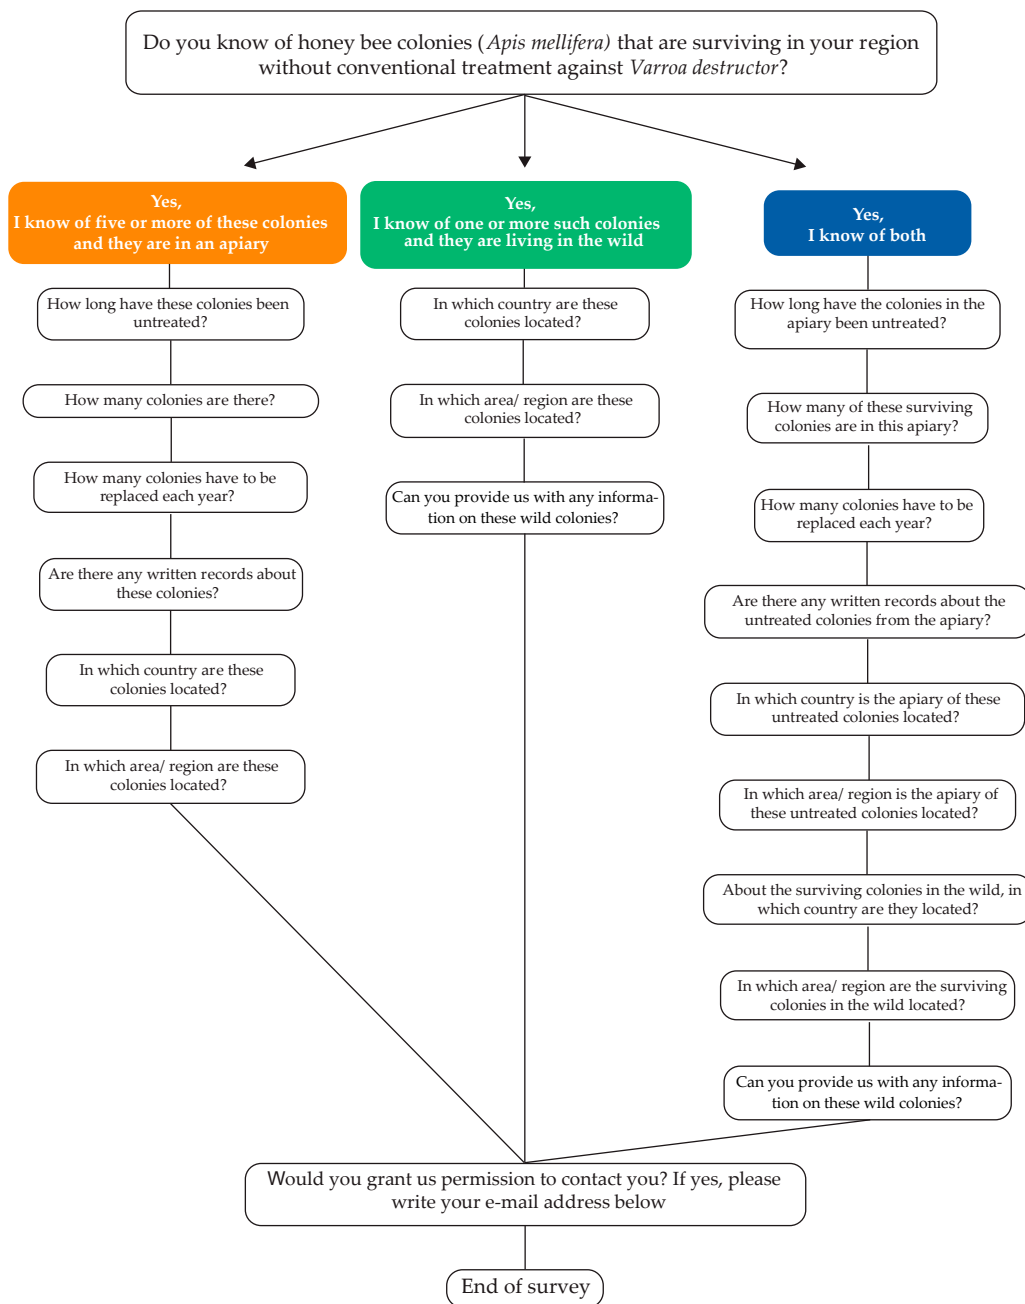 Do you know of honey bee colonies (Apis mellifera) that are surviving in your region
without conventional treatment against Varroa destructor?
Yes,
I know of five or more of these colonies
and they are in an apiary
How long have these colonies been
untreated?
How many colonies are there?
How many colonies have to be
replaced each year?
Are there any written records about
these colonies?
In which country are these
colonies located?
In which area/ region are these
colonies located?
Yes,
I know of one or more such colonies
and they are living in the wild
In which country are these
colonies located?
In which area/ region are these
colonies located?
Can you provide us with any informa-
tion on these wild colonies?
Yes,
I know of both
How long have the colonies in the
apiary been untreated?
How many of these surviving
colonies are in this apiary?
How many colonies have to be
replaced each year?
Are there any written records about the
untreated colonies from the apiary?
In which country is the apiary of these
untreated colonies located?
In which area/ region is the apiary of
these untreated colonies located?
About the surviving colonies in the wild, in
which country are they located?
In which area/ region are the surviving
colonies in the wild located?
Can you provide us with any informa-
tion on these wild colonies?
Would you grant us permission to contact you? If yes, please
write your e-mail address below
End of survey